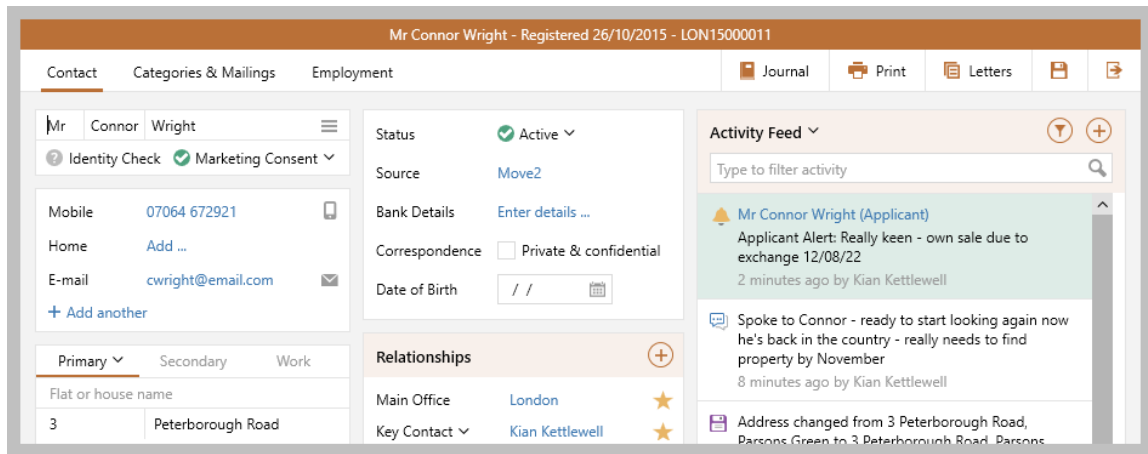 Mr Connor Wright - Registered 26/10/2015 - LON15000011
Contact Categories & Mailings Employment Journal Print Letters
Mr Connor Wright
? Identity Check Marketing Consent
Mobile 07064 672921
Home Add ...
E-mail cwright@email.com
+ Add another
Primary Secondary Work
Flat or house name
3 Peterborough Road
Status Active
Source Move2
Bank Details Enter details ...
Correspondence Private & confidential
Date of Birth / /
Relationships
Main Office London
Key Contact Kian Kettlewell
Activity Feed
Type to filter activity
Mr Connor Wright (Applicant)
Applicant Alert: Really keen - own sale due to
exchange 12/08/22
2 minutes ago by Kian Kettlewell
Spoke to Connor - ready to start looking again now
he's back in the country - really needs to find
property by November
8 minutes ago by Kian Kettlewell
Address changed from 3 Peterborough Road,
Parsons Green to 3 Peterborough Road, Parsons